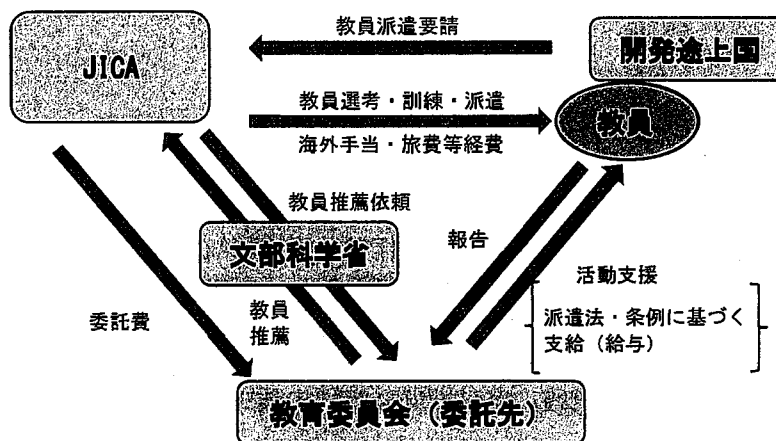 教員派遣要請
JICA
開発途上国
教員選考・訓練・派遣
教員
海外手当・旅費等経費
教員推薦依頼
文部科学省
報告
活動支援
委託費
教員
推薦
派遣法・条例に基づく
支給（給与）
教育委員会（委託先）